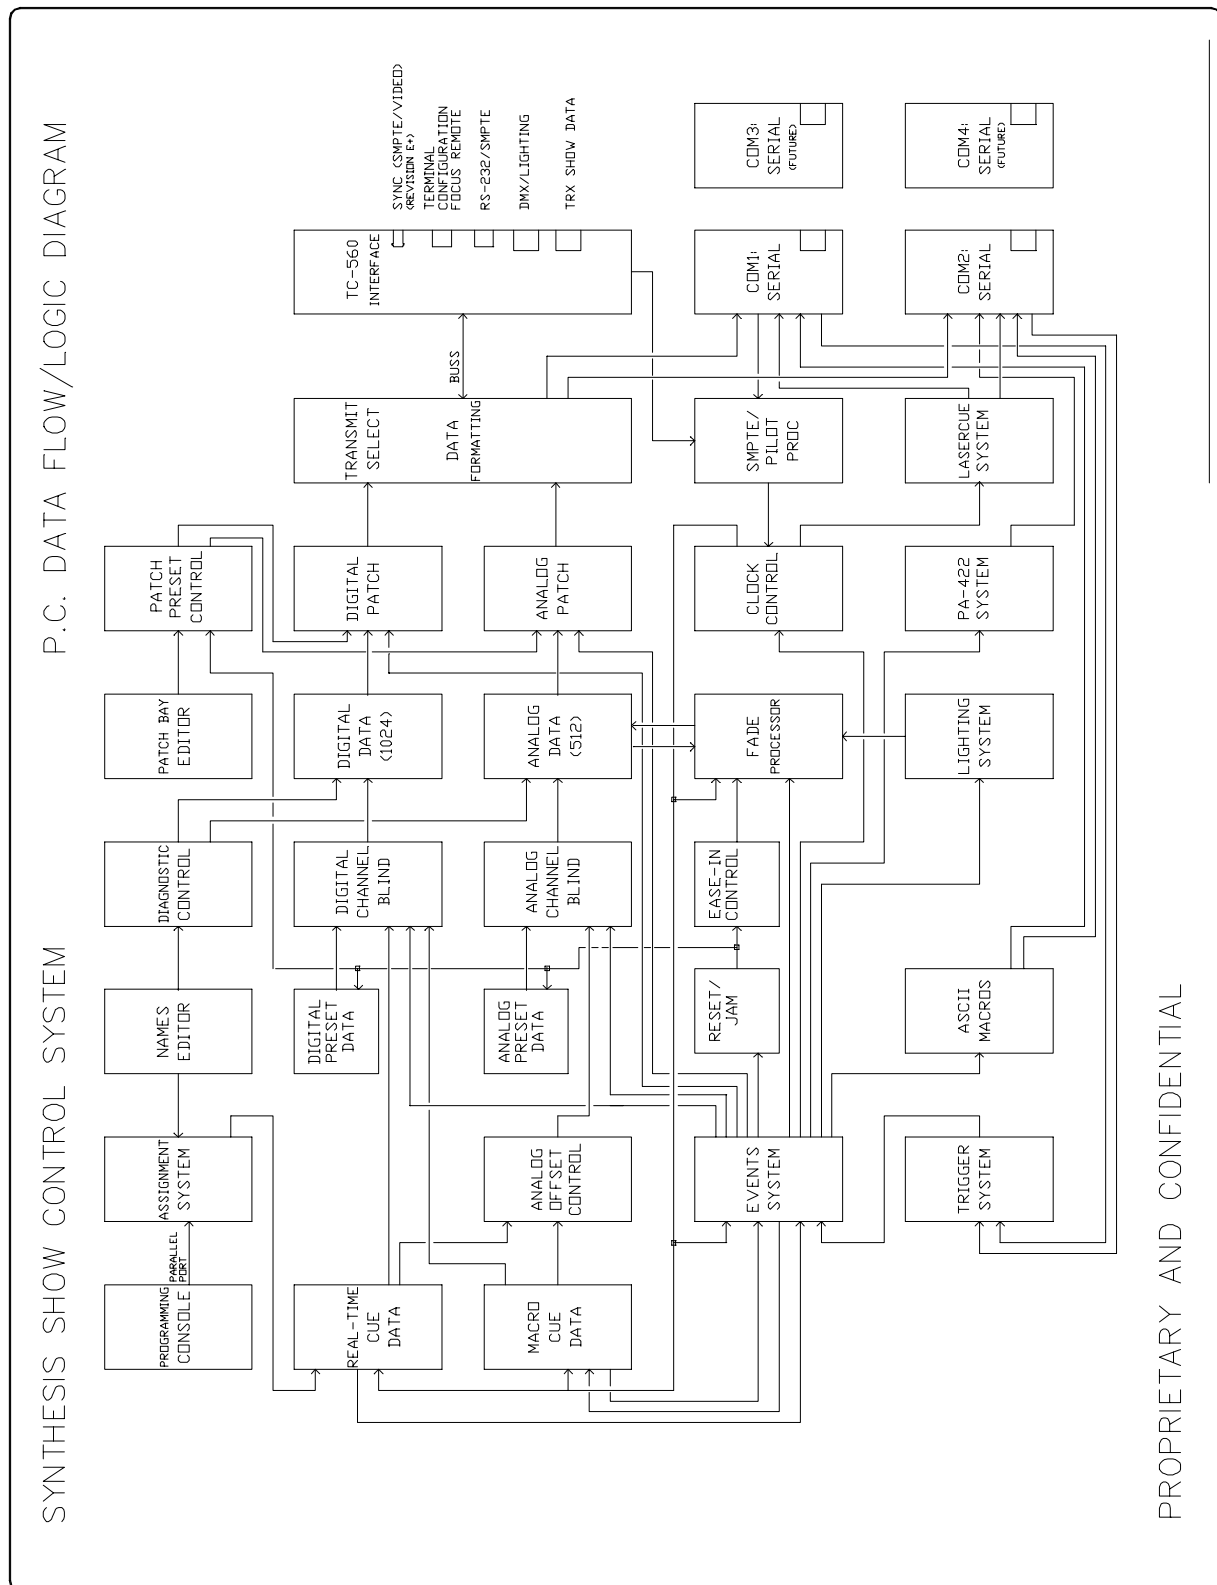 SYNTHESIS SHOW CONTROL SYSTEM
P.C. DATA FLOW/LOGIC DIAGRAM
PROGRAMMING
CONSOLE
PARALLEL
PORT
ASSIGNMENT
SYSTEM
NAMES
EDITOR
DIAGNOSTIC
CONTROL
PATCH BAY
EDITOR
PATCH
PRESET
CONTROL
REAL-TIME
CUE
DATA
DIGITAL
PRESET
DATA
DIGITAL
CHANNEL
BLIND
DIGITAL
DATA
(1024)
DIGITAL
PATCH
TRANSMIT
SELECT
DATA
FORMATTING
BUSS
TC-560
INTERFACE
SYNC (SMPTE/VIDEO)
(REVISION E+)
TERMINAL
CONFIGURATION
FOCUS REMOTE
RS-232/SMPTE
DMX/LIGHTING
TRX SHOW DATA
MACRO
CUE
DATA
ANALOG
OFFSET
CONTROL
ANALOG
PRESET
DATA
ANALOG
CHANNEL
BLIND
ANALOG
DATA
(512)
ANALOG
PATCH
EVENTS
SYSTEM
RESET/
JAM
EASE-IN
CONTROL
FADE
PROCESSOR
CLOCK
CONTROL
SMPTE/
PILOT
PROC
COM1:
SERIAL
COM3:
SERIAL
(FUTURE)
TRIGGER
SYSTEM
ASCII
MACROS
LIGHTING
SYSTEM
PA-422
SYSTEM
LASERCUE
SYSTEM
COM2:
SERIAL
COM4:
SERIAL
(FUTURE)
PROPRIETARY AND CONFIDENTIAL